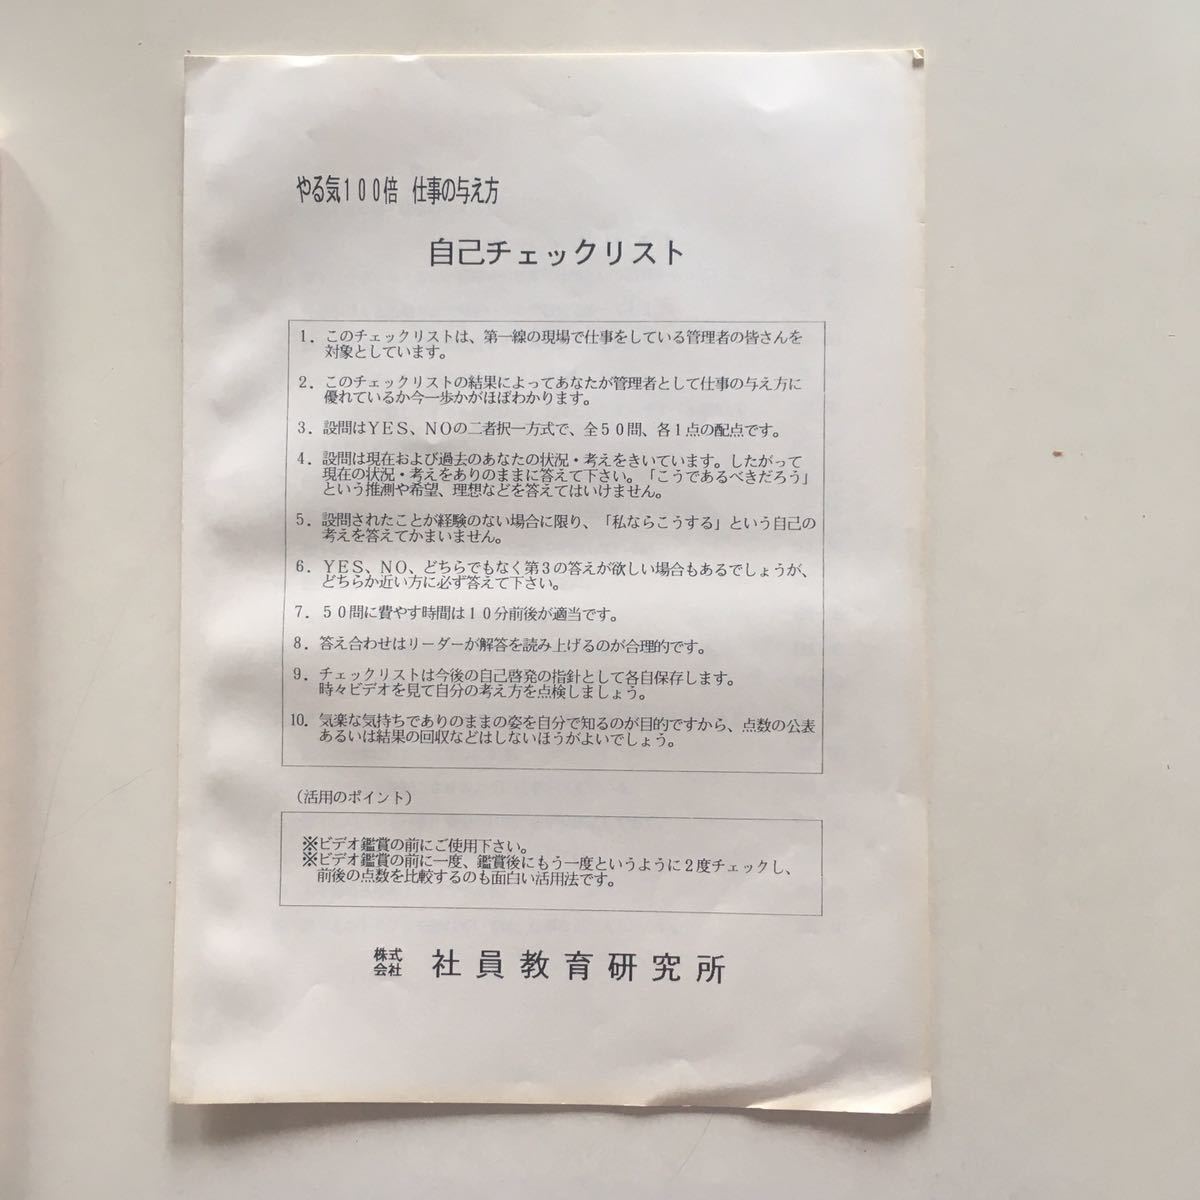 やる気１００倍　仕事の与え方
自己チェックリスト
１．このチェックリストは、第一線の現場で仕事をしている管理者の皆さんを
対象としています。
２．このチェックリストの結果によってあなたが管理者として仕事の与え方に
優れているか今一歩かがほぼわかります。
３．設問はＹＥＳ、ＮＯの二者択一方式で、全５０問、各１点の配点です。
４．設問は現在および過去のあなたの状況・考えをきいています。したがって
現在の状況・考えをありのままに答えて下さい。「こうであるべきだろう」
という推測や希望、理想などを答えてはいけません。
５．設問されたことが経験のない場合に限り、「私ならこうする」という自己の
考えを答えてかまいません。
６．ＹＥＳ、ＮＯ、どちらでもなく第３の答えが欲しい場合もあるでしょうが、
どちらか近い方に必ず答えて下さい。
７．５０問に費やす時間は１０分前後が適当です。
８．答え合わせはリーダーが解答を読み上げるのが合理的です。
９．チェックリストは今後の自己啓発の指針として各自保存します。
時々ビデオを見て自分の考え方を点検しましょう。
10．気楽な気持ちでありのままの姿を自分で知るのが目的ですから、点数の公表
あるいは結果の回収などはしないほうがよいでしょう。
（活用のポイント）
※ビデオ鑑賞の前にご使用下さい。
※ビデオ鑑賞の前に一度、鑑賞後にもう一度というように２度チェックし、
前後の点数を比較するのも面白い活用法です。
株式会社　社員教育研究所